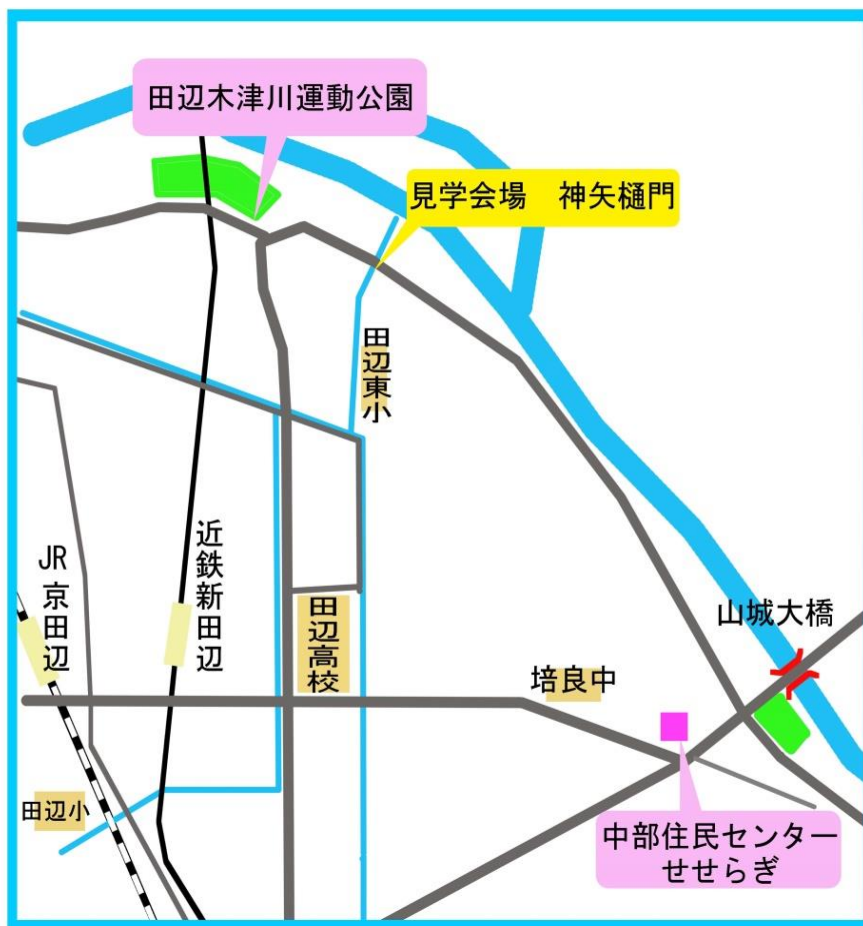 田辺木津川運動公園
見学会場　神矢樋門
田辺東小
近鉄新田辺
JR京田辺
田辺高校
山城大橋
培良中
田辺小
中部住民センター
せせらぎ